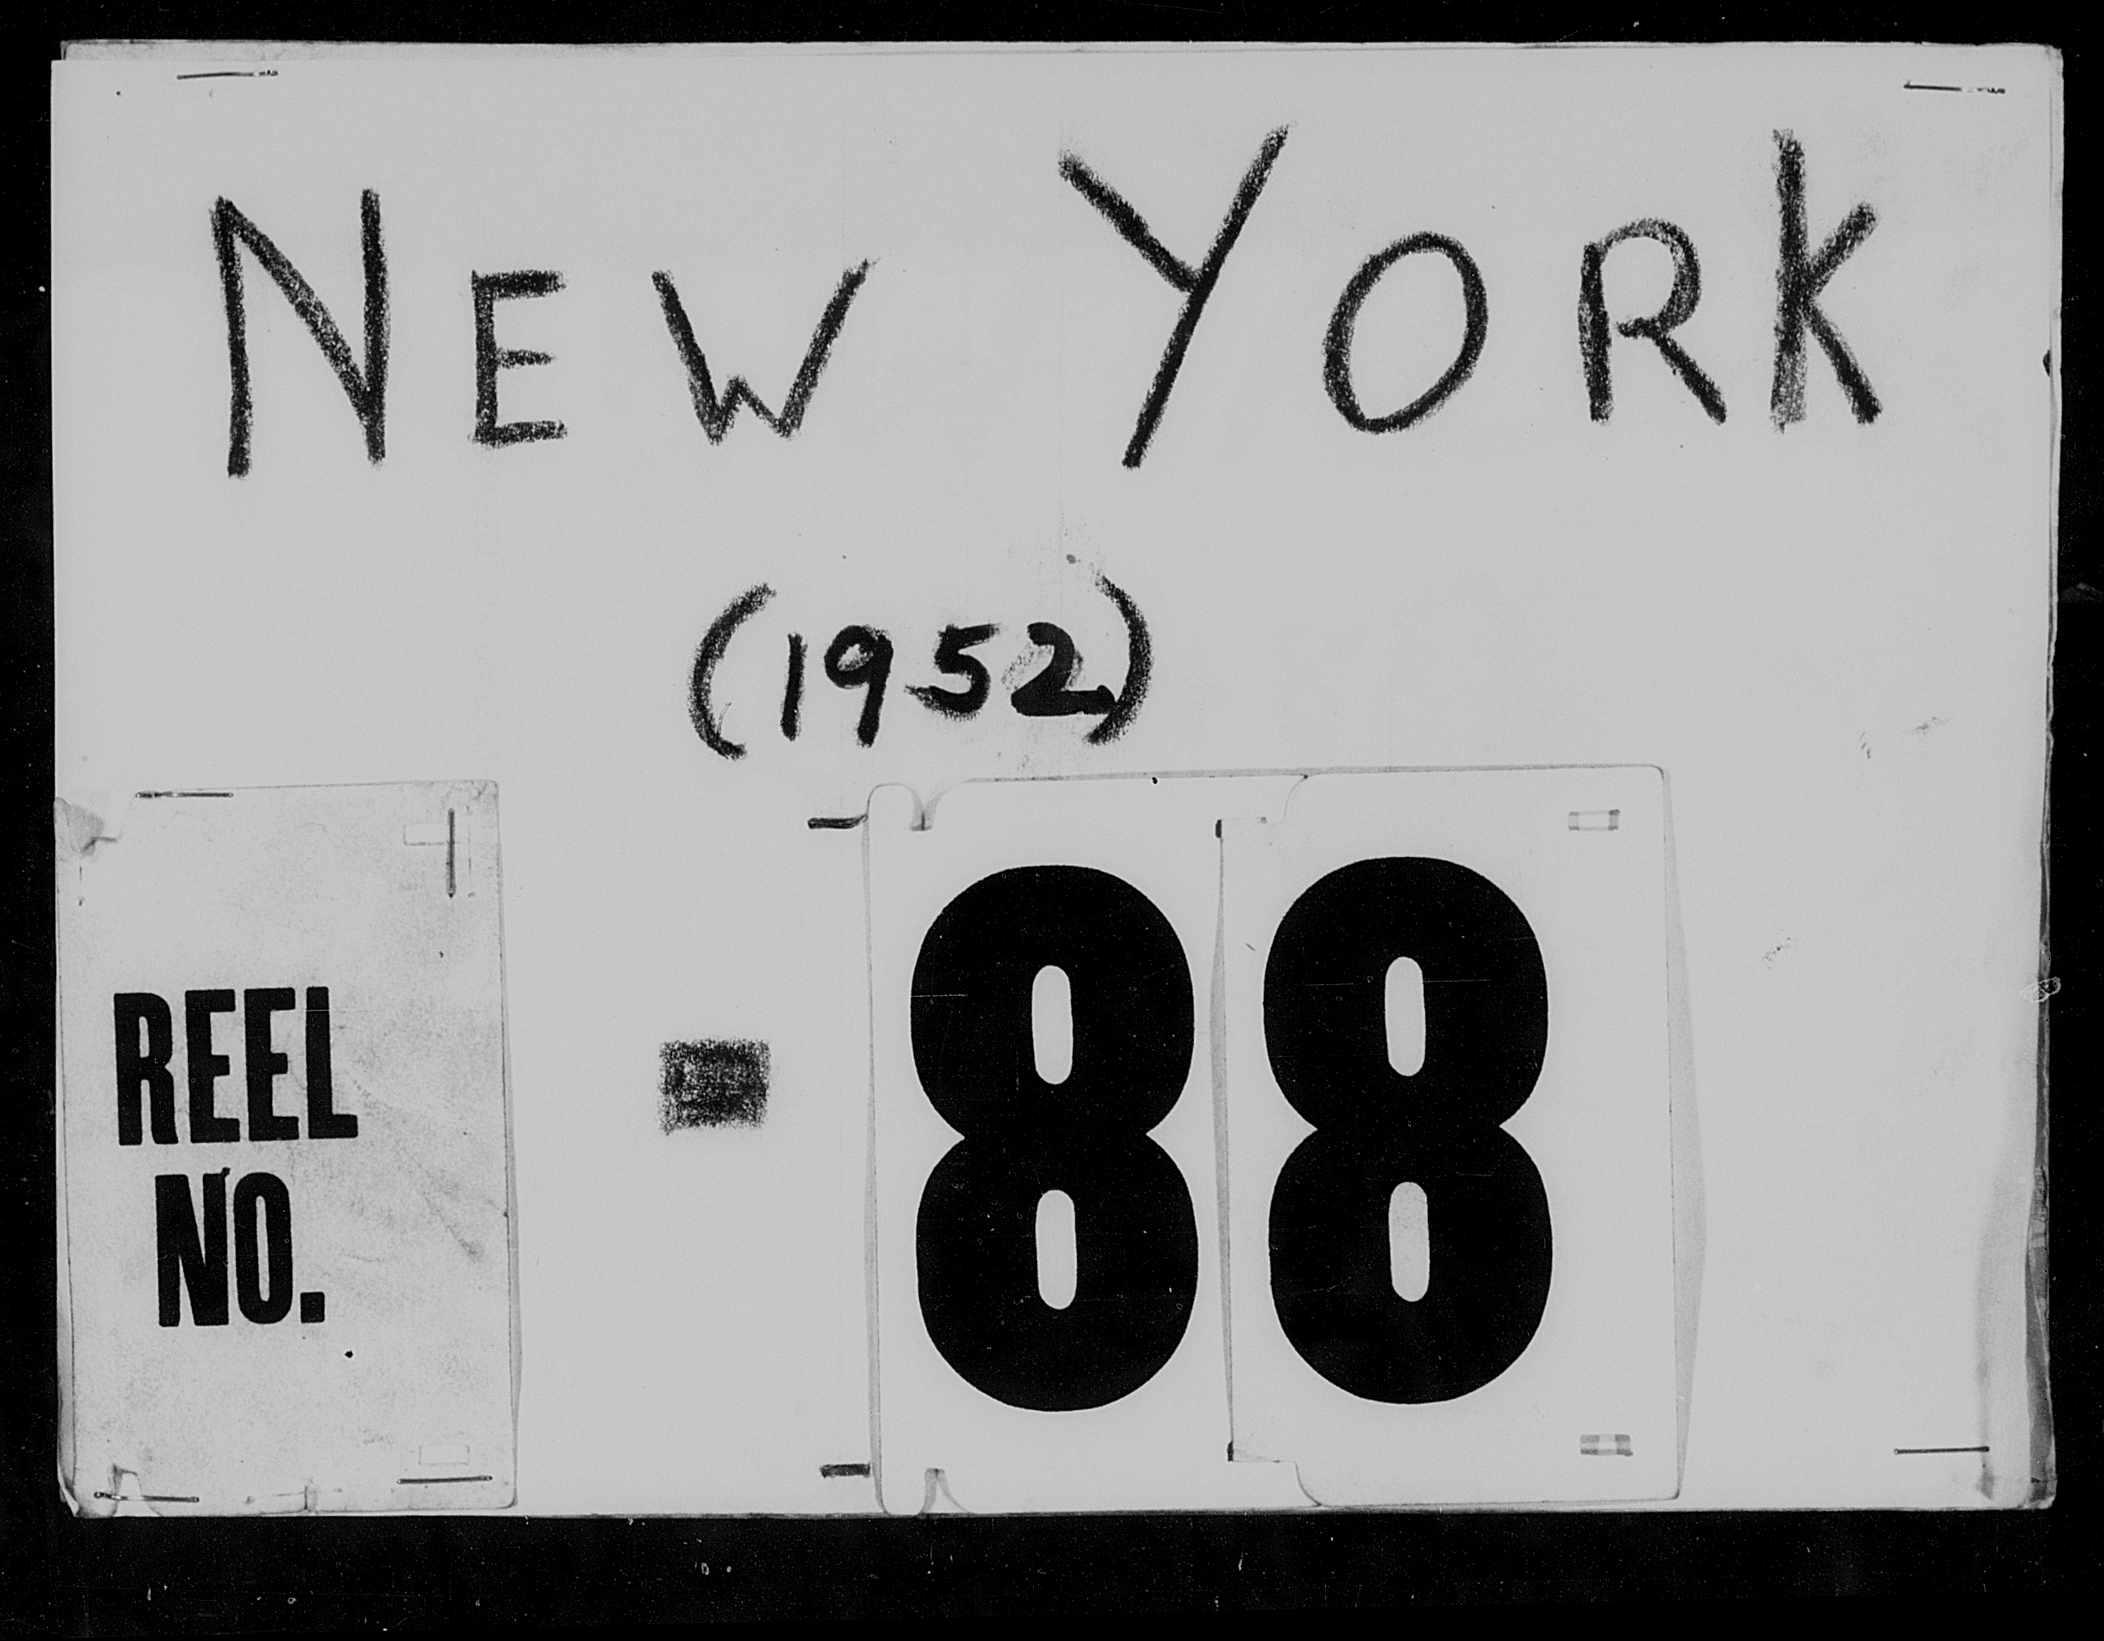 NEW YORK
(1952)
REEL
NO.
- 88